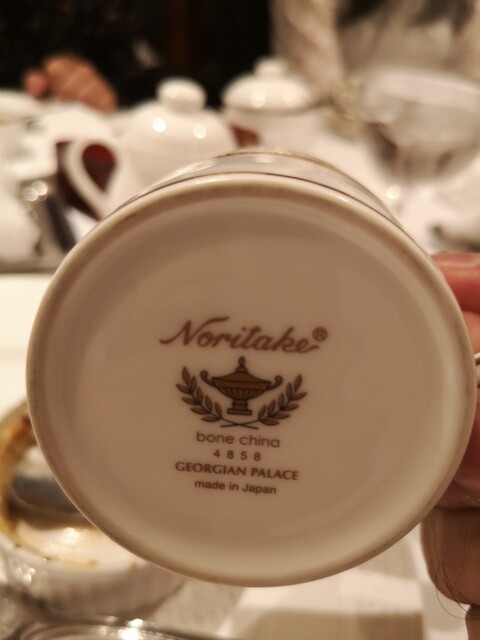 Noritake®
bone china
4858
GEORGIAN PALACE
made in Japan